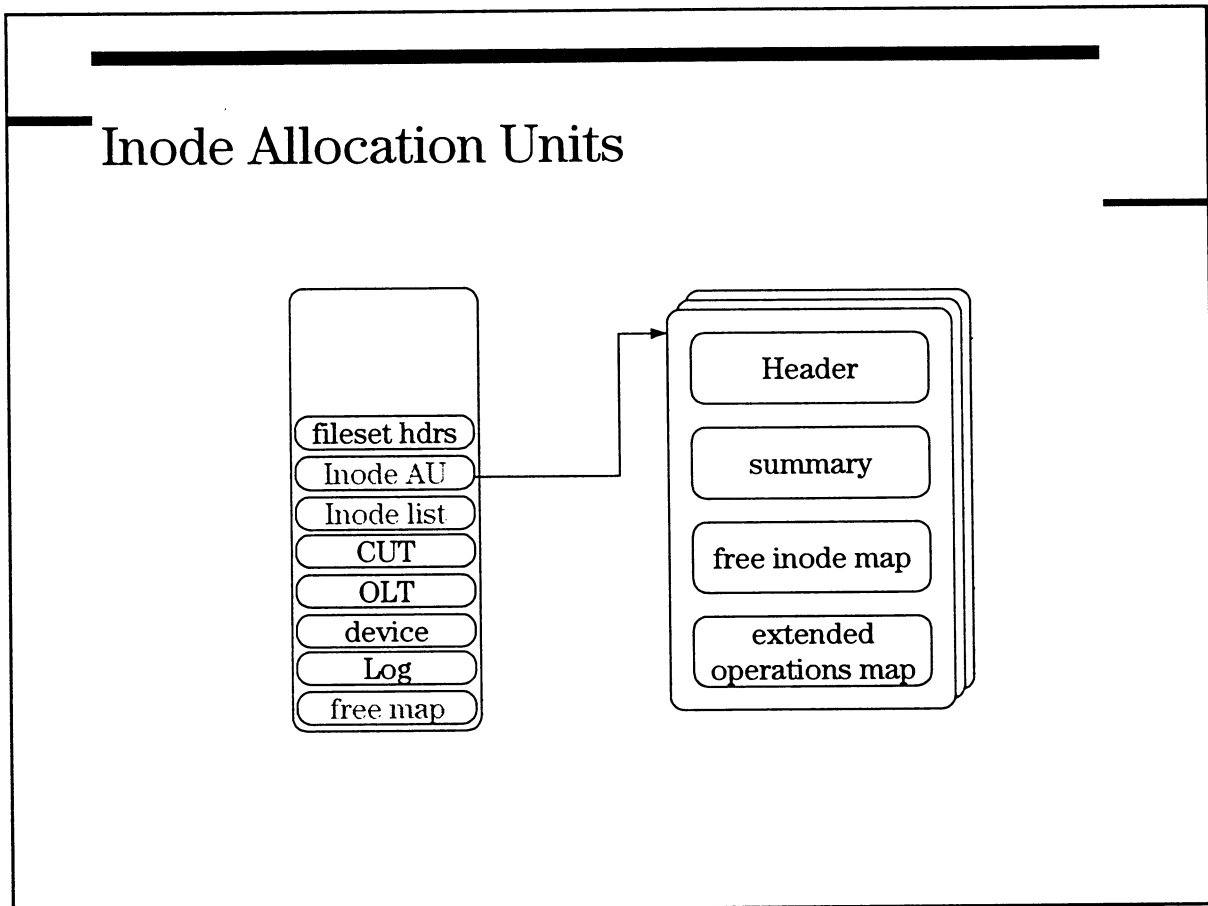 Inode Allocation Units
fileset hdrs
Inode AU
Inode list
CUT
OLT
device
Log
free map
Header
summary
free inode map
extended
operations map